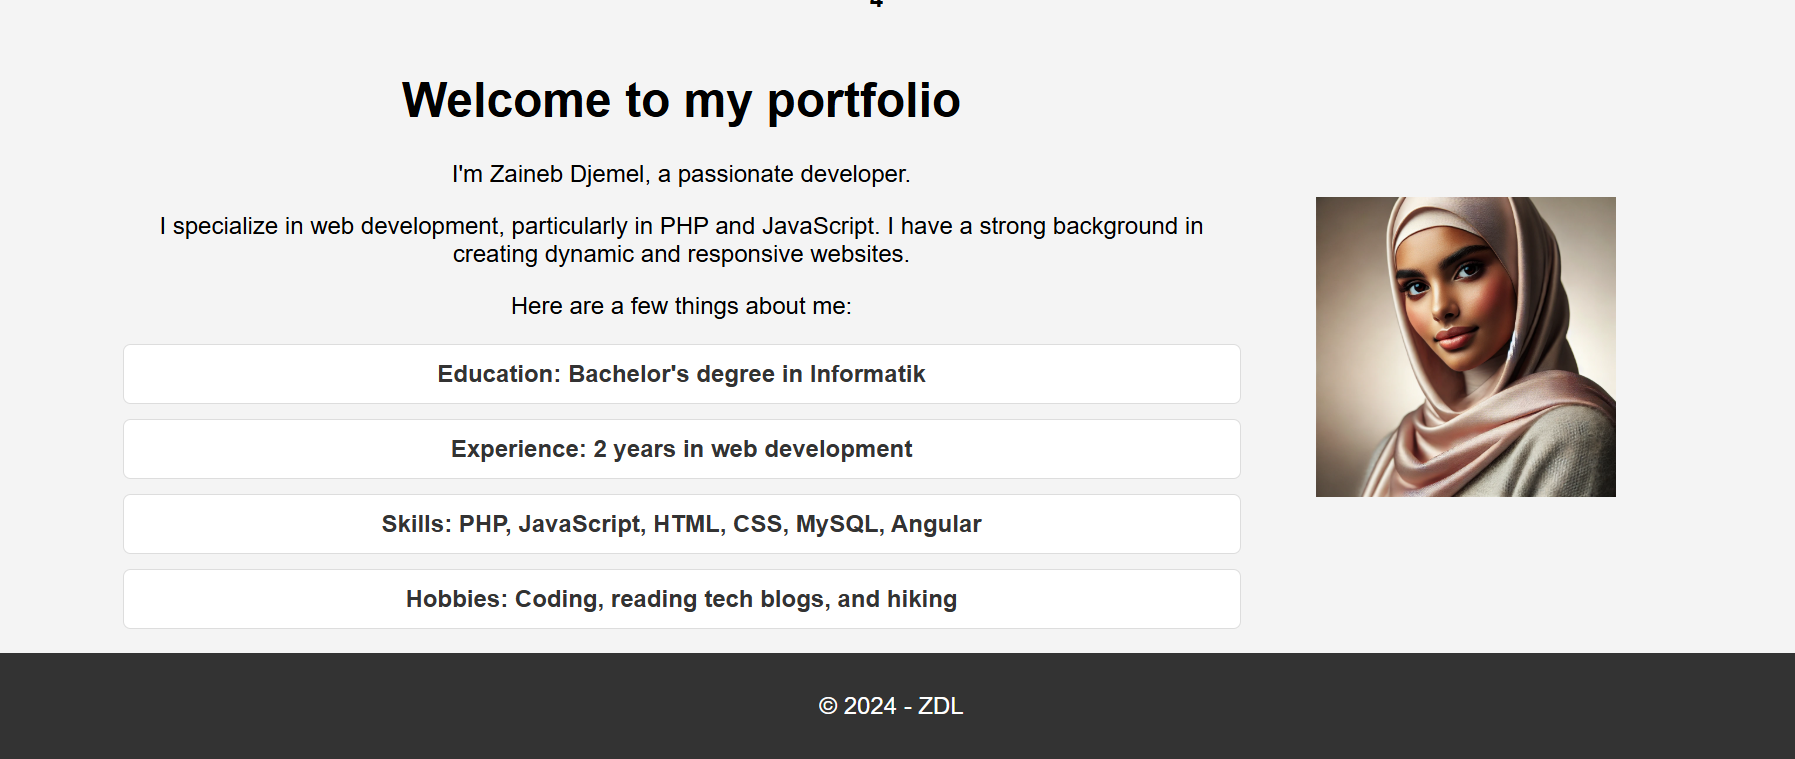 Welcome to my portfolio
I'm Zaineb Djemel, a passionate developer.
I specialize in web development, particularly in PHP and JavaScript. I have a strong background in
creating dynamic and responsive websites.
Here are a few things about me:
Education: Bachelor's degree in Informatik
Experience: 2 years in web development
Skills: PHP, JavaScript, HTML, CSS, MySQL, Angular
Hobbies: Coding, reading tech blogs, and hiking
© 2024 - ZDL